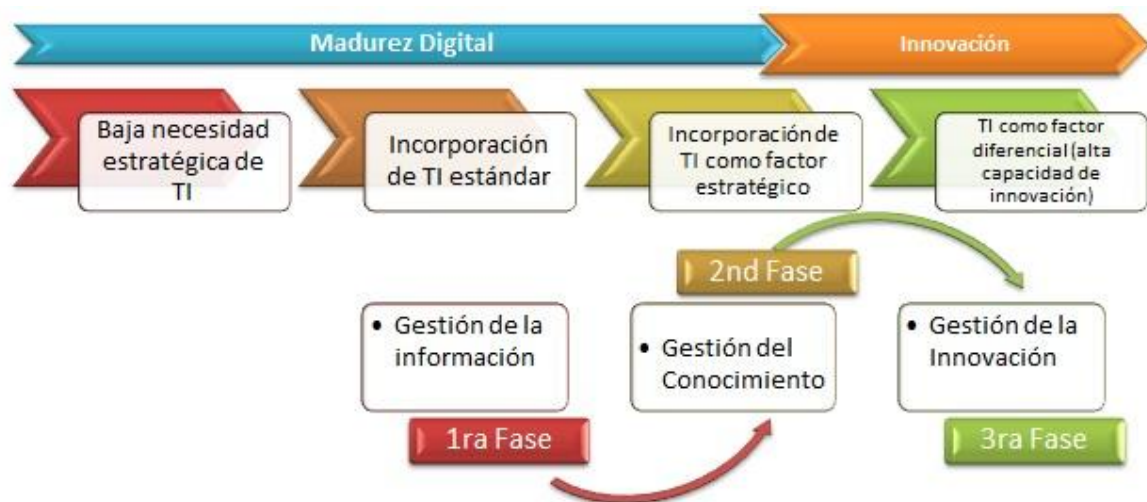 Madurez Digital
Innovación
Baja necesidad
estratégica de
TI
Incorporación
de TI estándar
Incorporación de
TI como factor
estratégico
TI como factor
diferencial (alta
capacidad de
innovación)
2nd Fase
• Gestión de la
información
• Gestión del
Conocimiento
• Gestión de la
Innovación
1ra Fase
3ra Fase